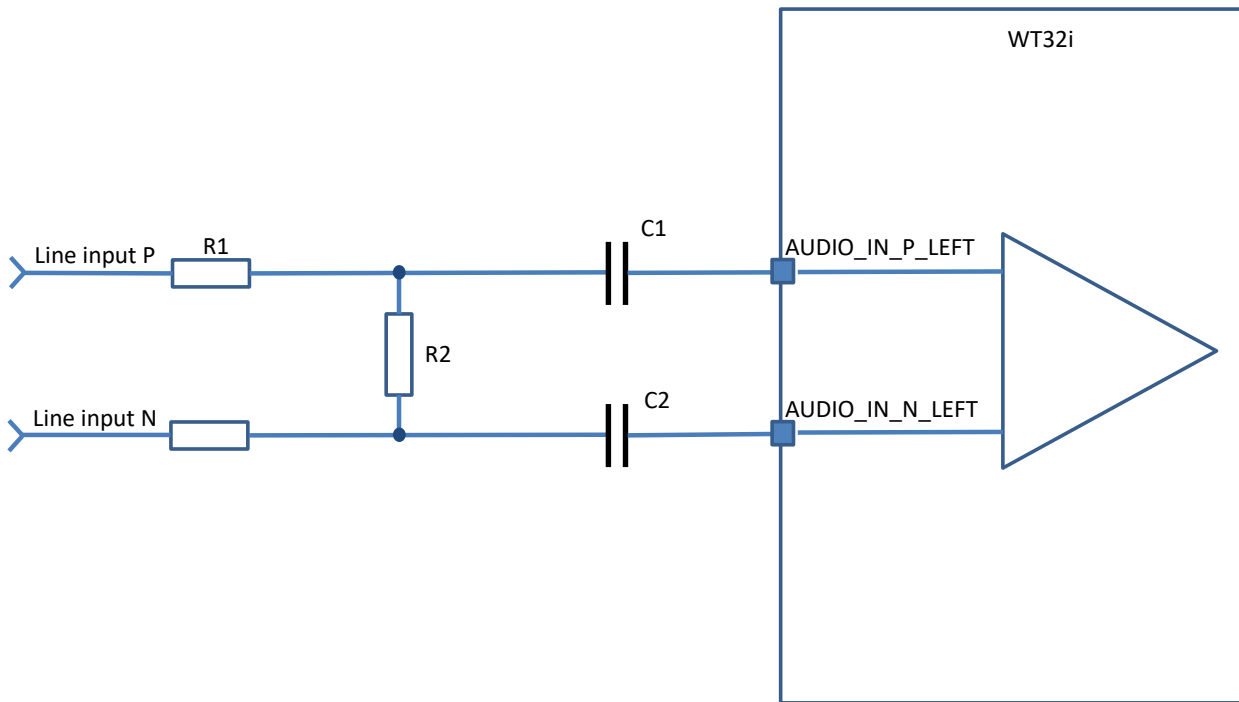 WT32i
C1
Line input P
R1
AUDIO_IN_P_LEFT
R2
C2
Line input N
AUDIO_IN_N_LEFT